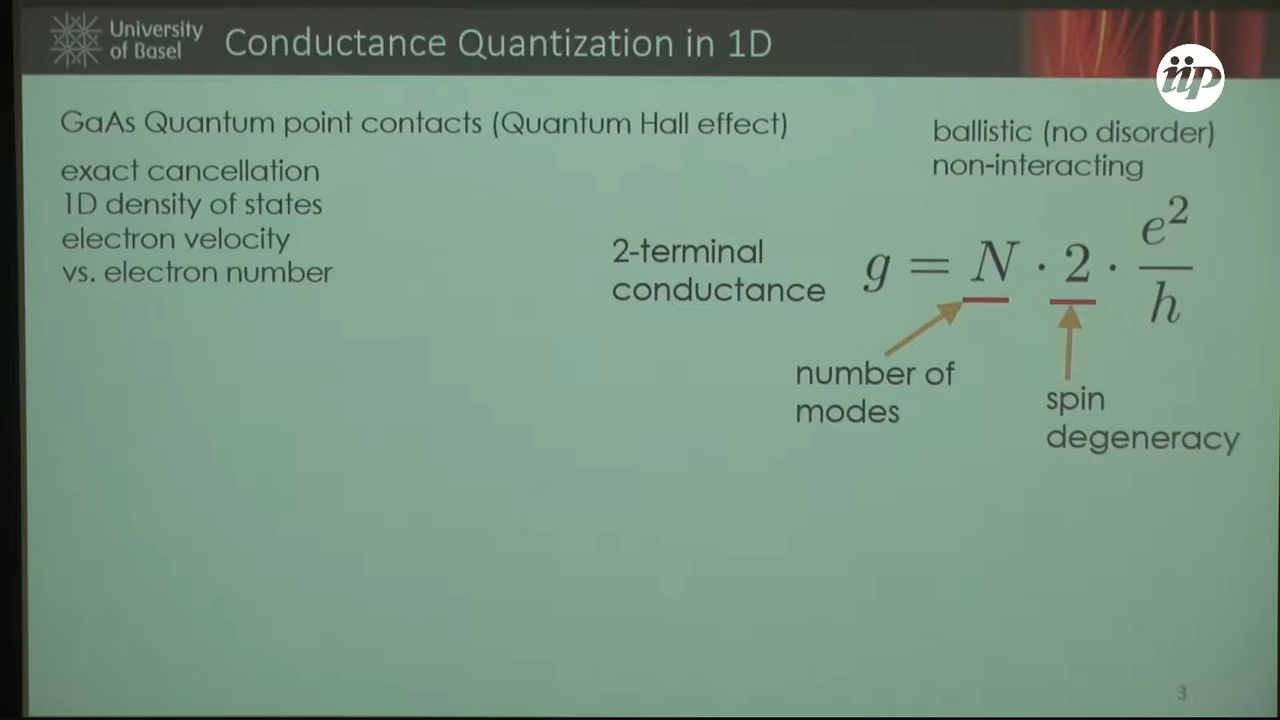 University
of Basel
Conductance Quantization in 1D
iip
GaAs Quantum point contacts (Quantum Hall effect)
exact cancellation
1D density of states
electron velocity
vs. electron number
ballistic (no disorder)
non-interacting
2-terminal
conductance
g = N · 2 · e²/h
number of
modes
spin
degeneracy
3